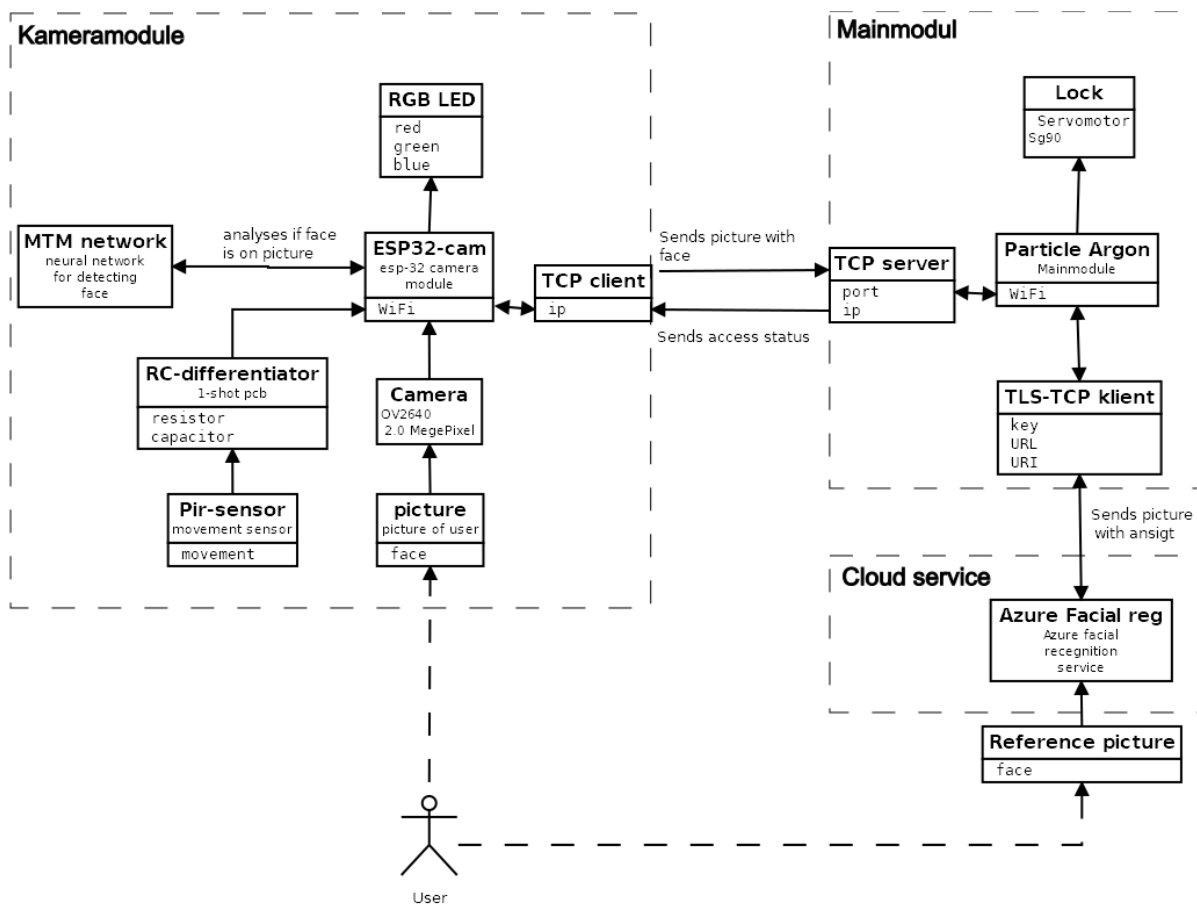 Kameramodule
RGB LED
red
green
blue
MTM network
neural network
for detecting
face
analyses if face
is on picture
ESP32-cam
esp-32 camera
module
WiFi
TCP client
ip
RC-differentiator
1-shot pcb
resistor
capacitor
Camera
OV2640
2.0 MegePixel
Pir-sensor
movement sensor
movement
picture
picture of user
face
Sends picture with
face
Sends access status
Mainmodul
Lock
Servomotor
Sg90
TCP server
port
ip
Particle Argon
Mainmodule
WiFi
TLS-TCP klient
key
URL
URI
Sends picture
with ansigt
Cloud service
Azure Facial reg
Azure facial
recegnition
service
Reference picture
face
User